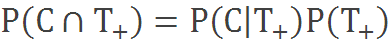 P(C ∩ T₊) = P(C|T₊)P(T₊)